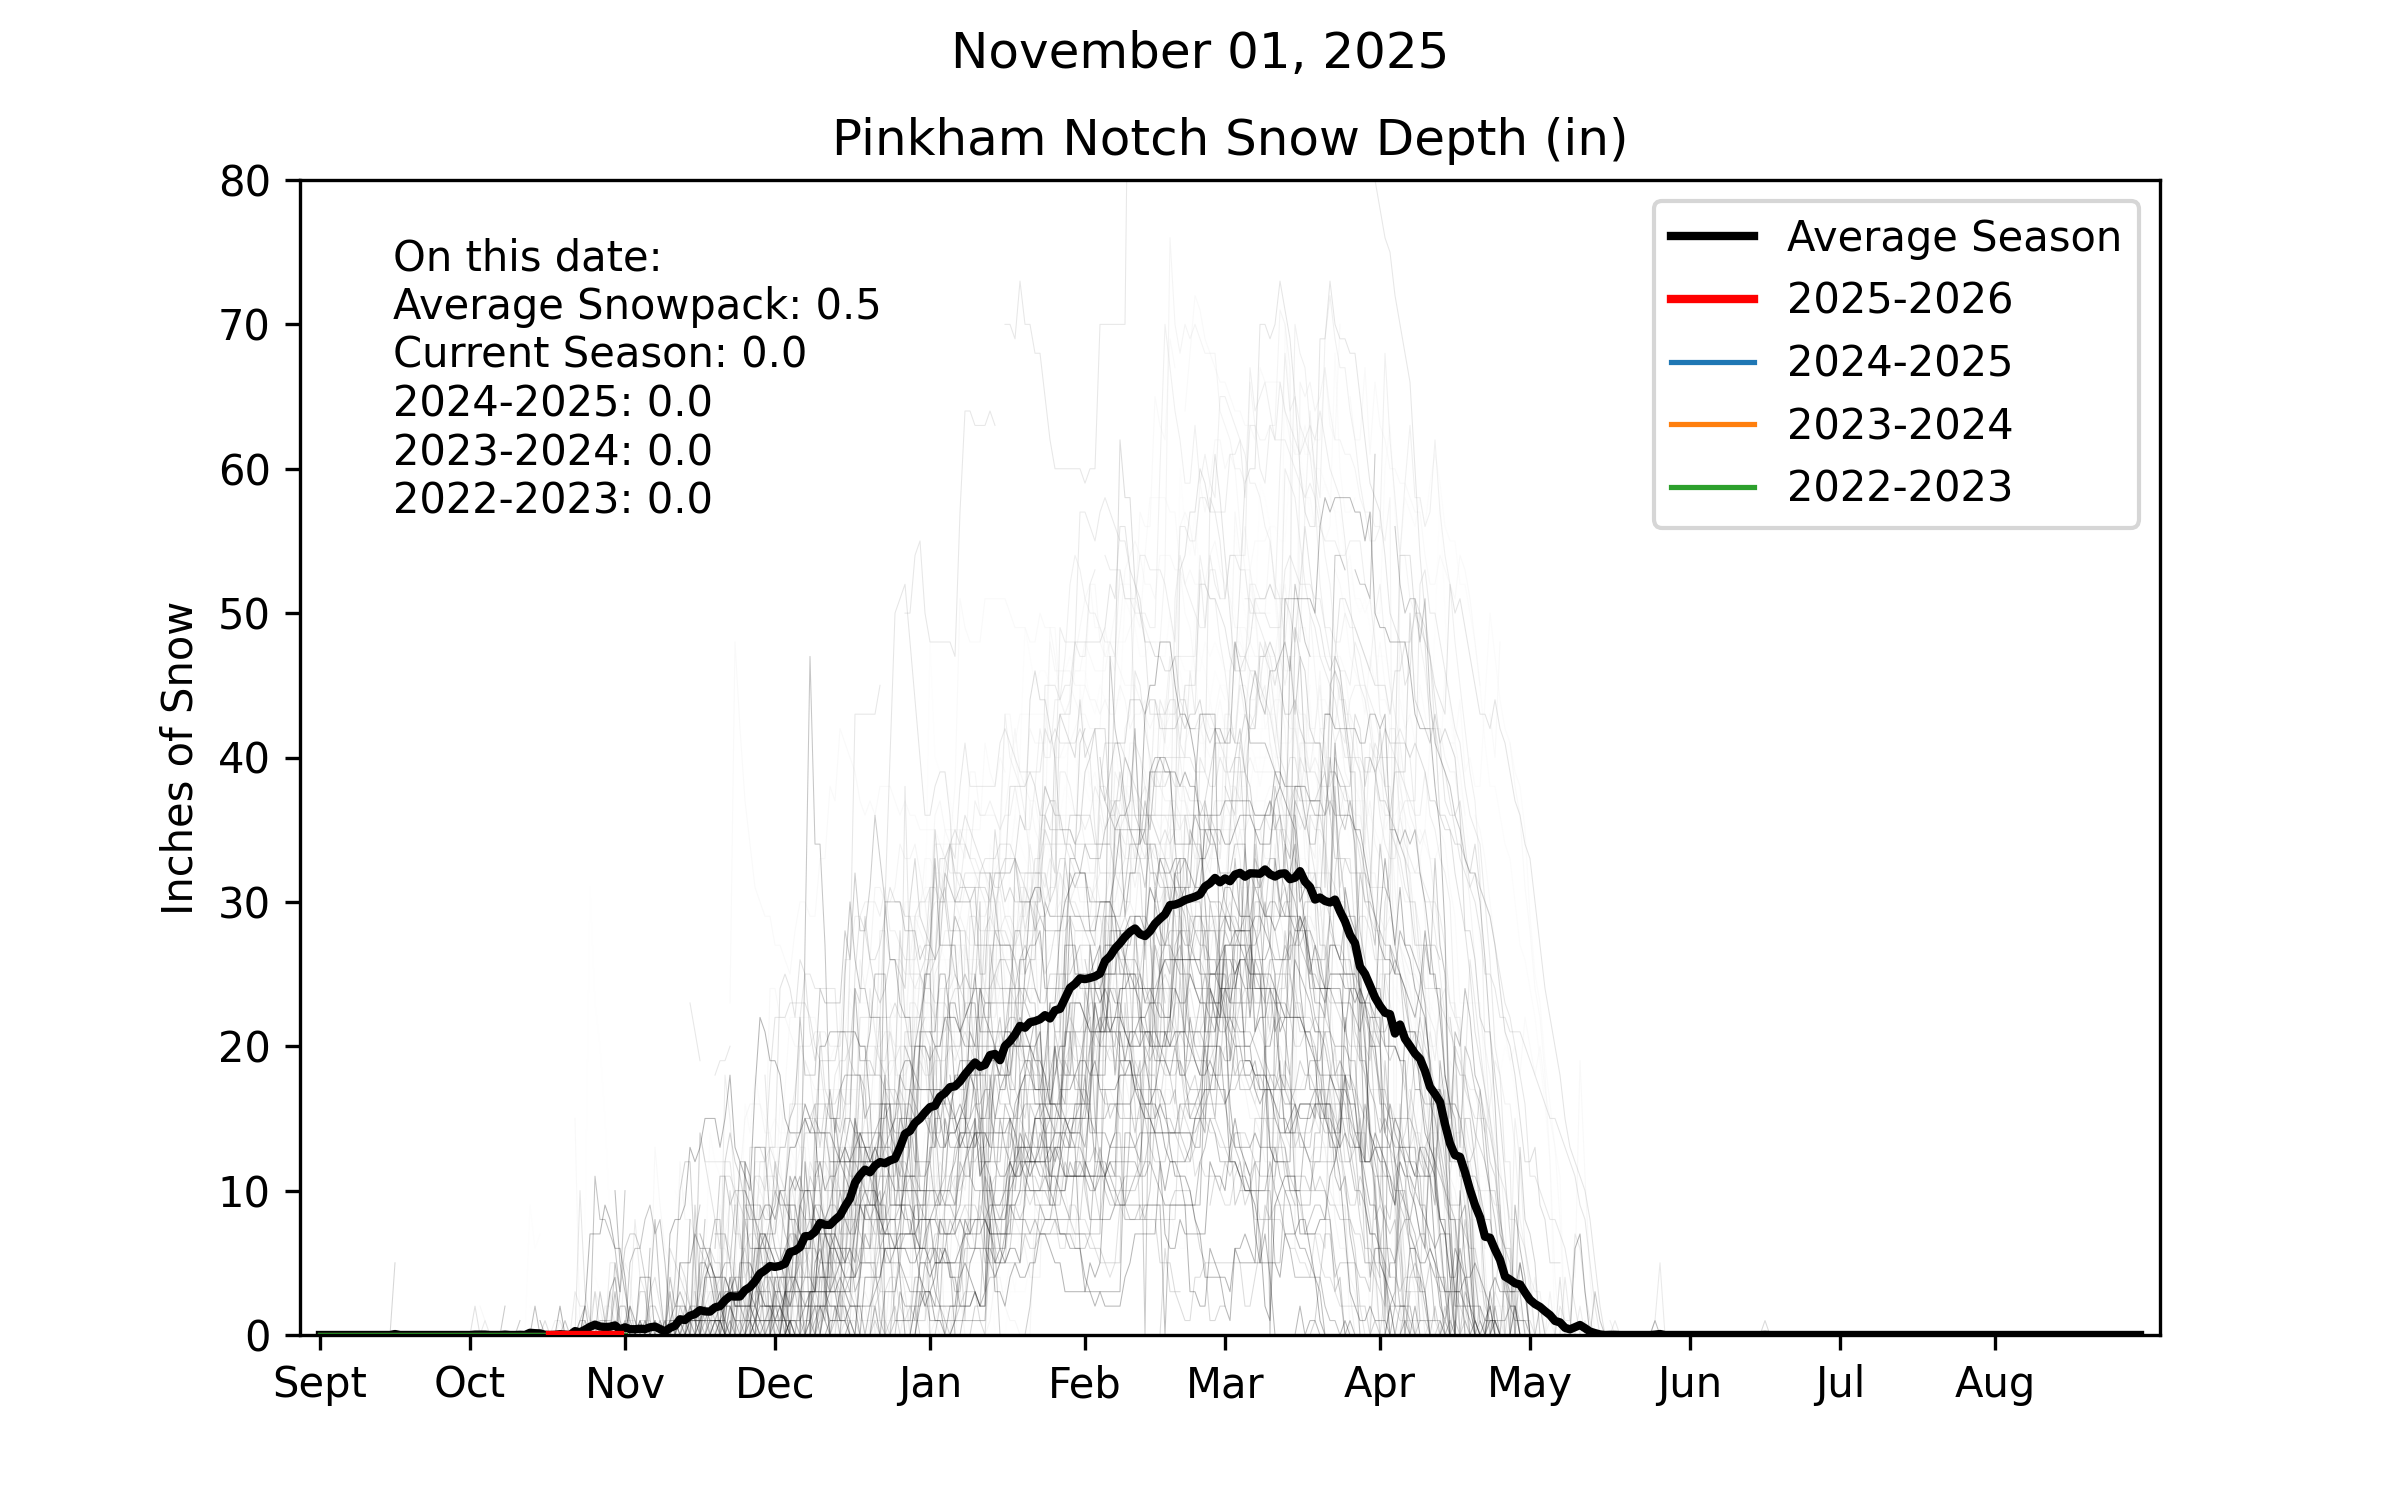 November 01, 2025
Pinkham Notch Snow Depth (in)
80
70
60
50
40
30
20
10
0
Inches of Snow
On this date:
Average Snowpack: 0.5
Current Season: 0.0
2024-2025: 0.0
2023-2024: 0.0
2022-2023: 0.0
Average Season
2025-2026
2024-2025
2023-2024
2022-2023
Sept Oct Nov Dec Jan Feb Mar Apr May Jun Jul Aug